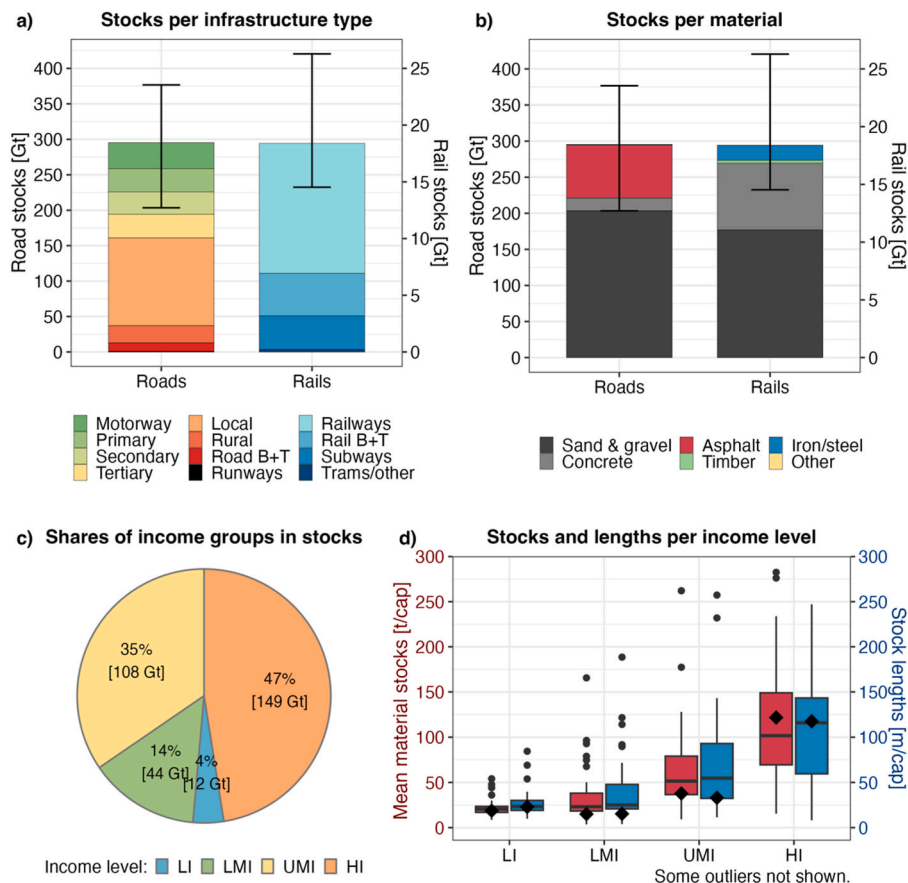 a) Stocks per infrastructure type
Road stocks [Gt]
400
350
300
250
200
150
100
50
0
25
20
15
10
5
0
Rail stocks [Gt]
Roads Rails
Motorway Local Railways
Primary Rural Rail B+T
Secondary Road B+T Subways
Tertiary Runways Trams/other
b) Stocks per material
Road stocks [Gt]
400
350
300
250
200
150
100
50
0
25
20
15
10
5
0
Rail stocks [Gt]
Roads Rails
Sand & gravel Asphalt Iron/steel
Concrete Timber Other
c) Shares of income groups in stocks
35%
[108 Gt]
47%
[149 Gt]
14%
[44 Gt]
4%
[12 Gt]
Income level: LI LMI UMI HI
d) Stocks and lengths per income level
Mean material stocks [t/cap]
300
250
200
150
100
50
0
300
250
200
150
100
50
0
Stock lengths [m/cap]
LI LMI UMI HI
Some outliers not shown.